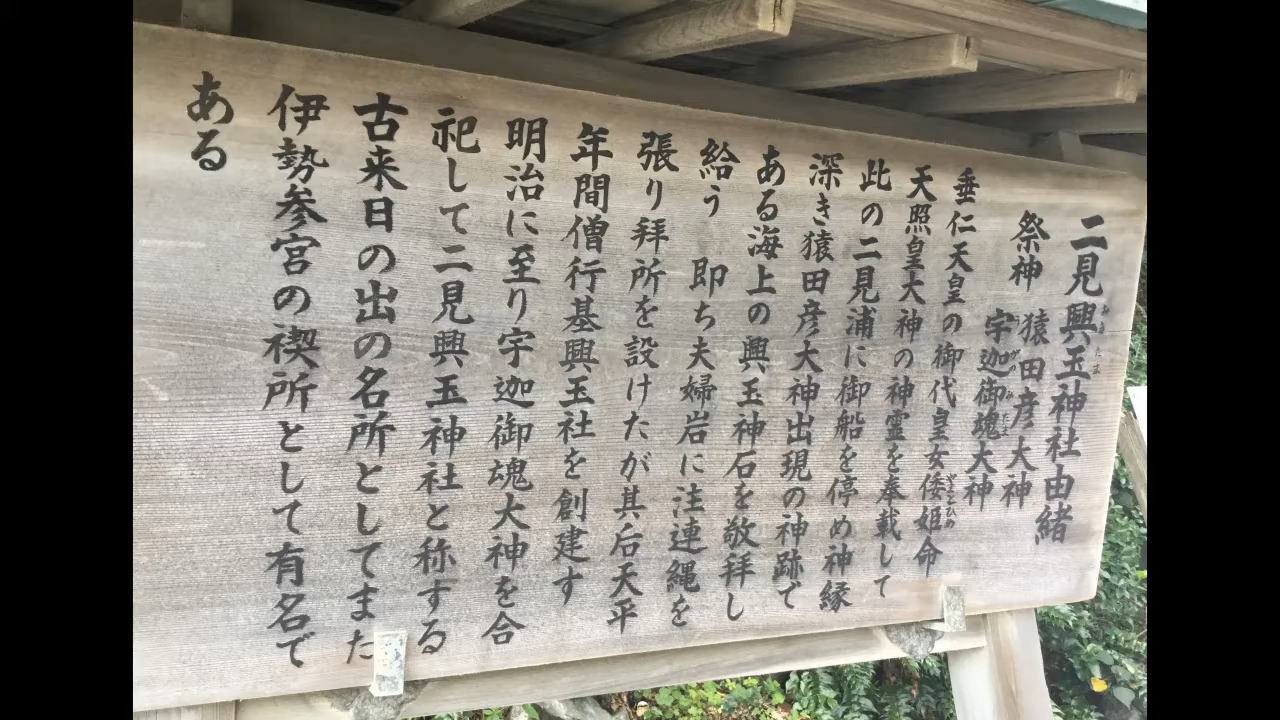 二見興玉神社由緒
祭神 猿田彦大神
宇迦御魂大神
垂仁天皇の御代皇女倭姫命
天照皇大神の神霊を奉載して
此の二見浦に御船を停め神縁
深き猿田彦大神出現の神跡で
ある海上の興玉神石を敬拝し
給う 即ち夫婦岩に注連縄を
張り拝所を設けたが其后天平
年間僧行基興玉社を創建す
明治に至り宇迦御魂大神を合
祀して二見興玉神社と称する
古来日の出の名所としてまた
伊勢参宮の禊所として有名で
ある